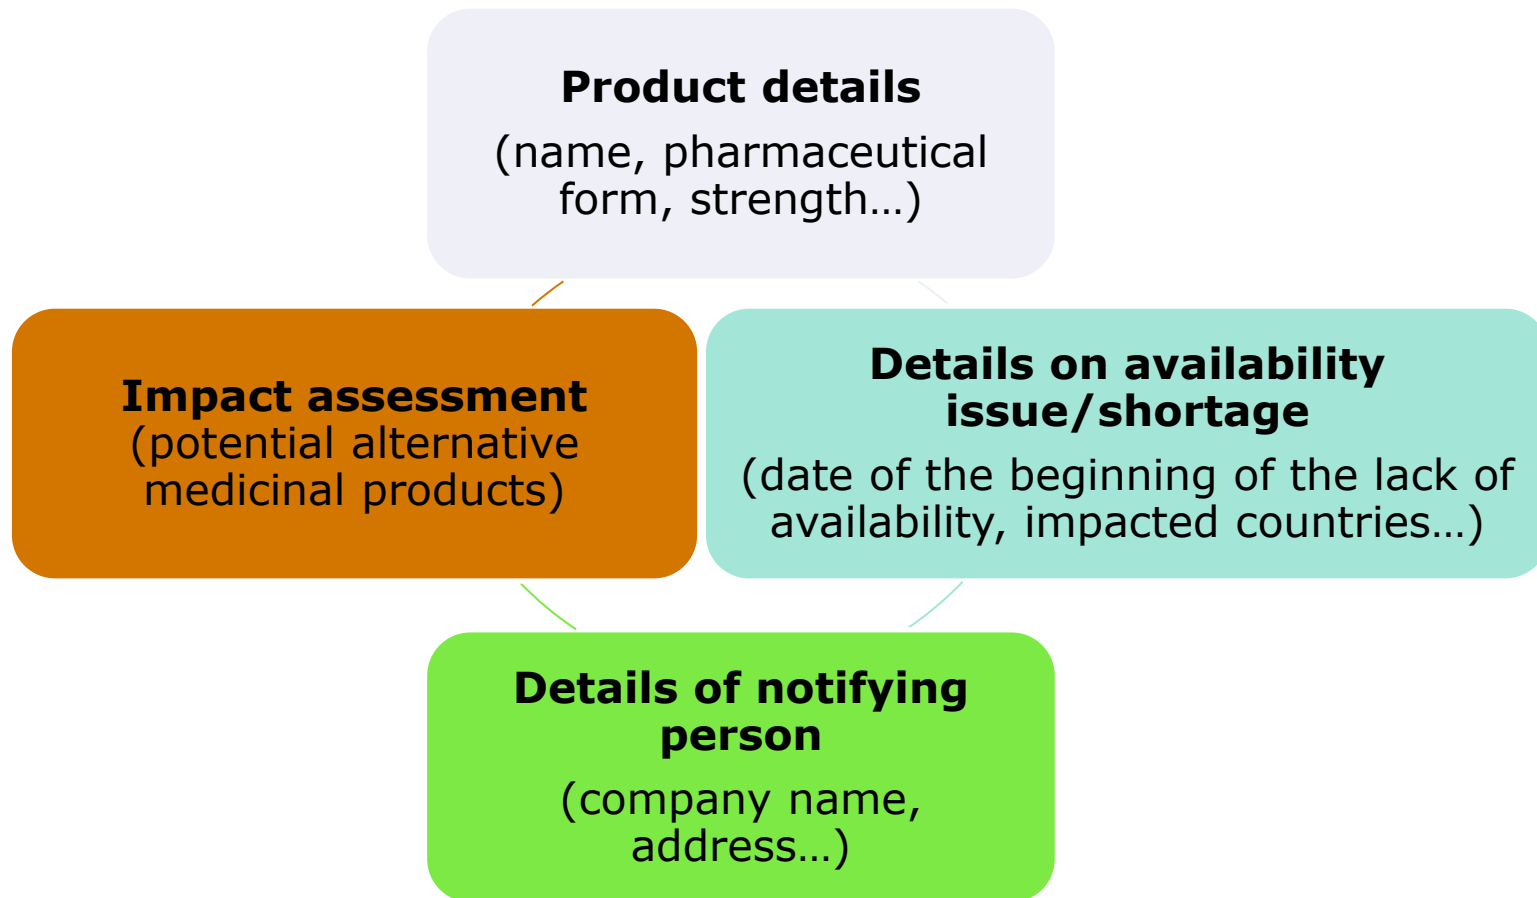 Product details
(name, pharmaceutical
form, strength…)
Impact assessment
(potential alternative
medicinal products)
Details on availability
issue/shortage
(date of the beginning of the lack of
availability, impacted countries…)
Details of notifying
person
(company name,
address…)